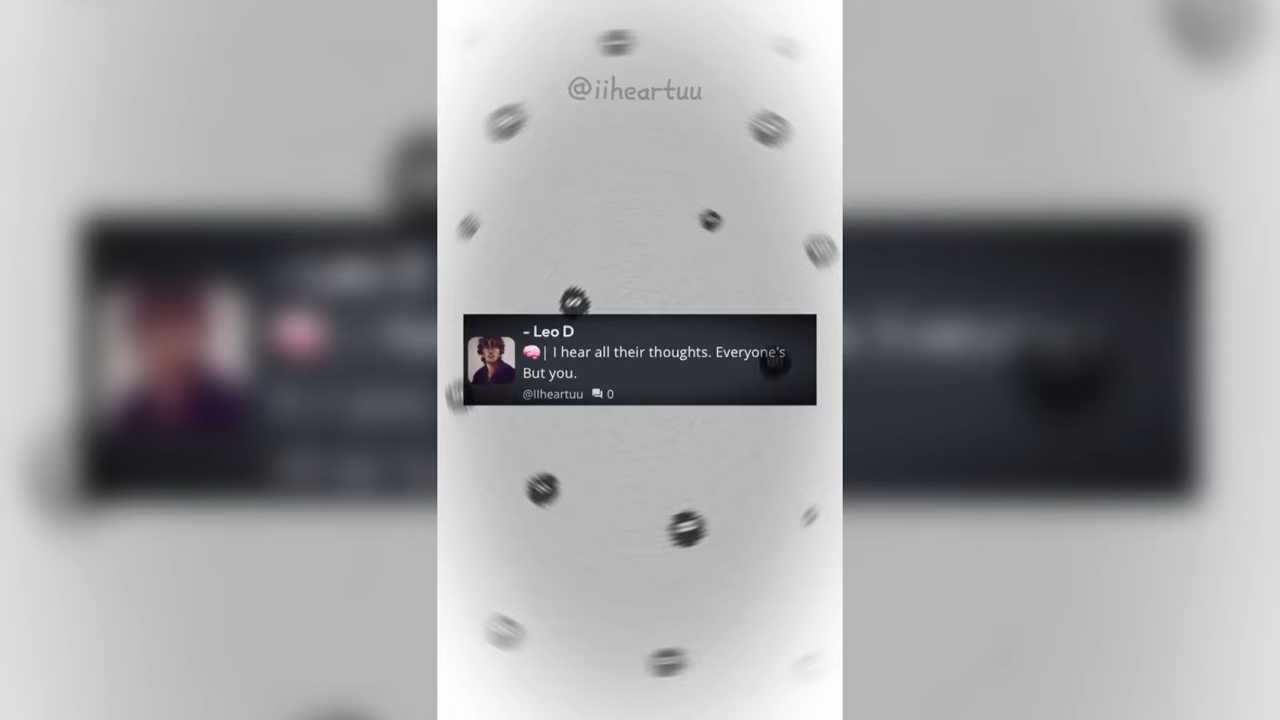 @iiheartuu
- Leo D
🧠| I hear all their thoughts. Everyone's
But you.
@IIheartuu 0